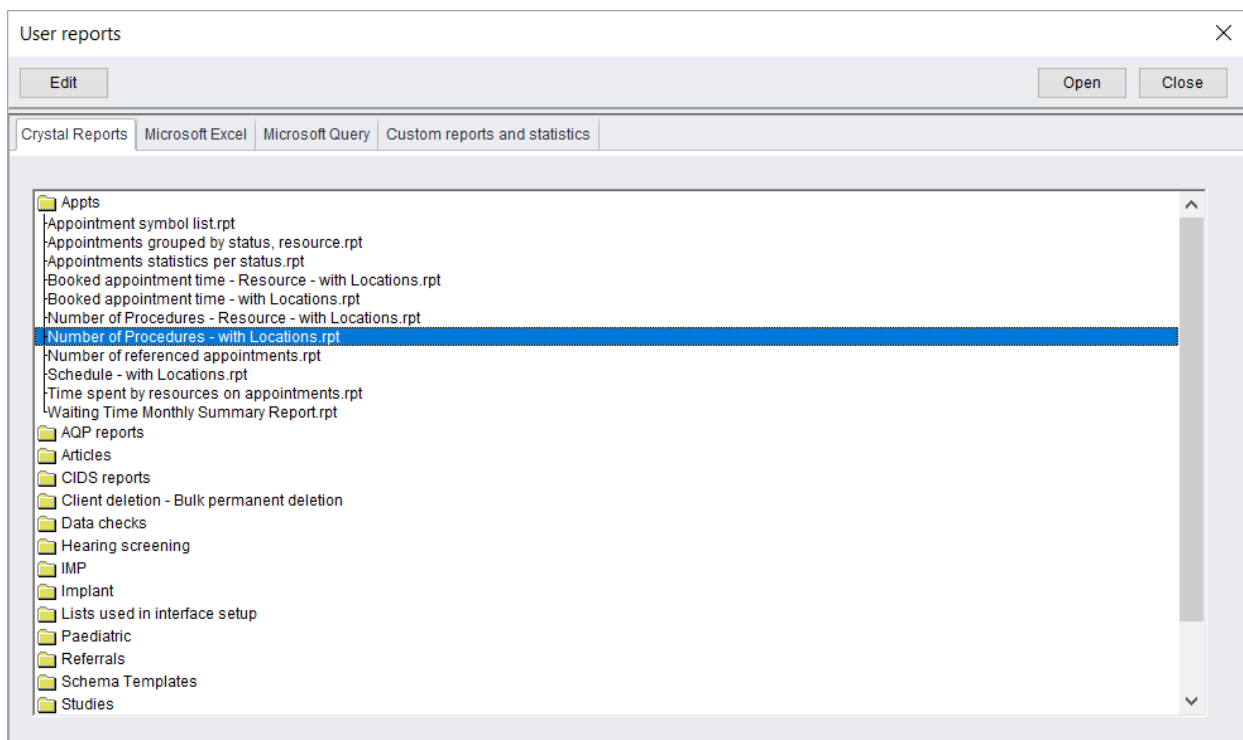 User reports
Edit
Open
Close
Crystal Reports
Microsoft Excel
Microsoft Query
Custom reports and statistics
Appts
Appointment symbol list.rpt
Appointments grouped by status, resource.rpt
Appointments statistics per status.rpt
Booked appointment time - Resource - with Locations.rpt
Booked appointment time - with Locations.rpt
Number of Procedures - Resource - with Locations.rpt
Number of Procedures - with Locations.rpt
Number of referenced appointments.rpt
Schedule - with Locations.rpt
Time spent by resources on appointments.rpt
Waiting Time Monthly Summary Report.rpt
AQP reports
Articles
CIDS reports
Client deletion - Bulk permanent deletion
Data checks
Hearing screening
IMP
Implant
Lists used in interface setup
Paediatric
Referrals
Schema Templates
Studies